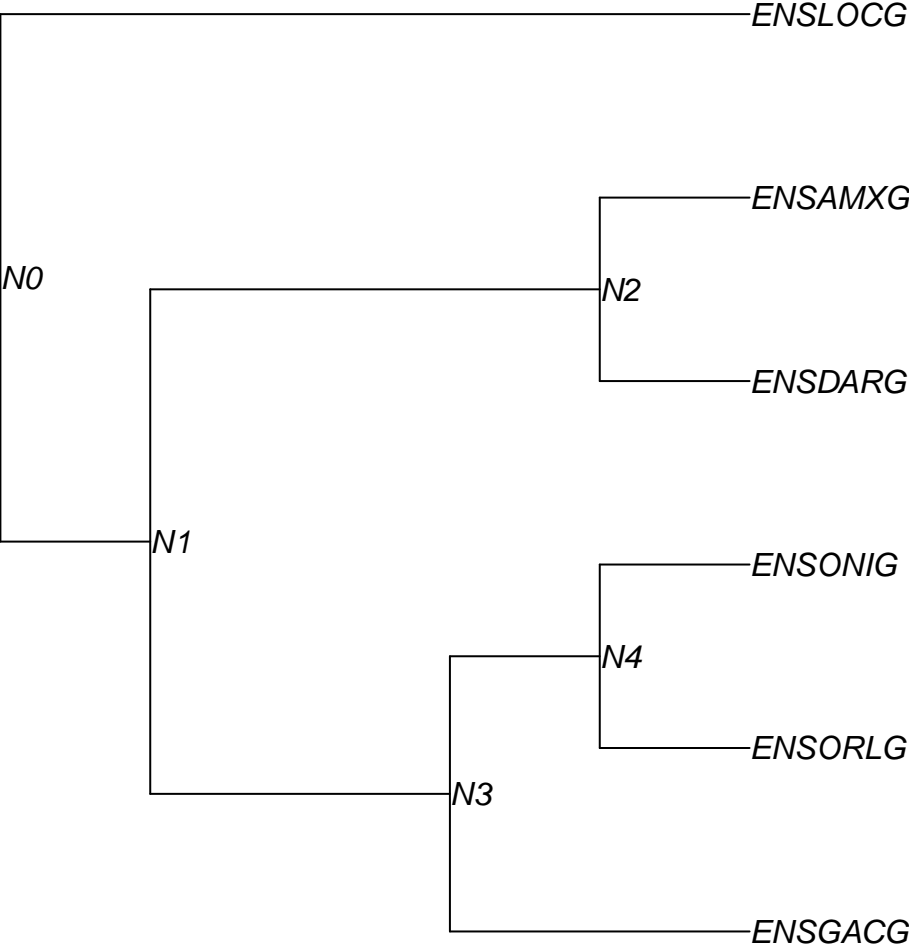 ENSLOCG
ENSAMXG
N0
N2
ENSDARG
N1
ENSONIG
N4
ENSORLG
N3
ENSGACG